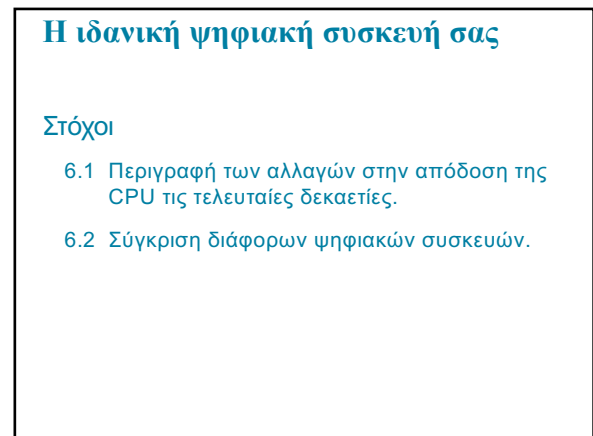 Η ιδανική ψηφιακή συσκευή σας
Στόχοι
6.1 Περιγραφή των αλλαγών στην απόδοση της
CPU τις τελευταίες δεκαετίες.
6.2 Σύγκριση διάφορων ψηφιακών συσκευών.